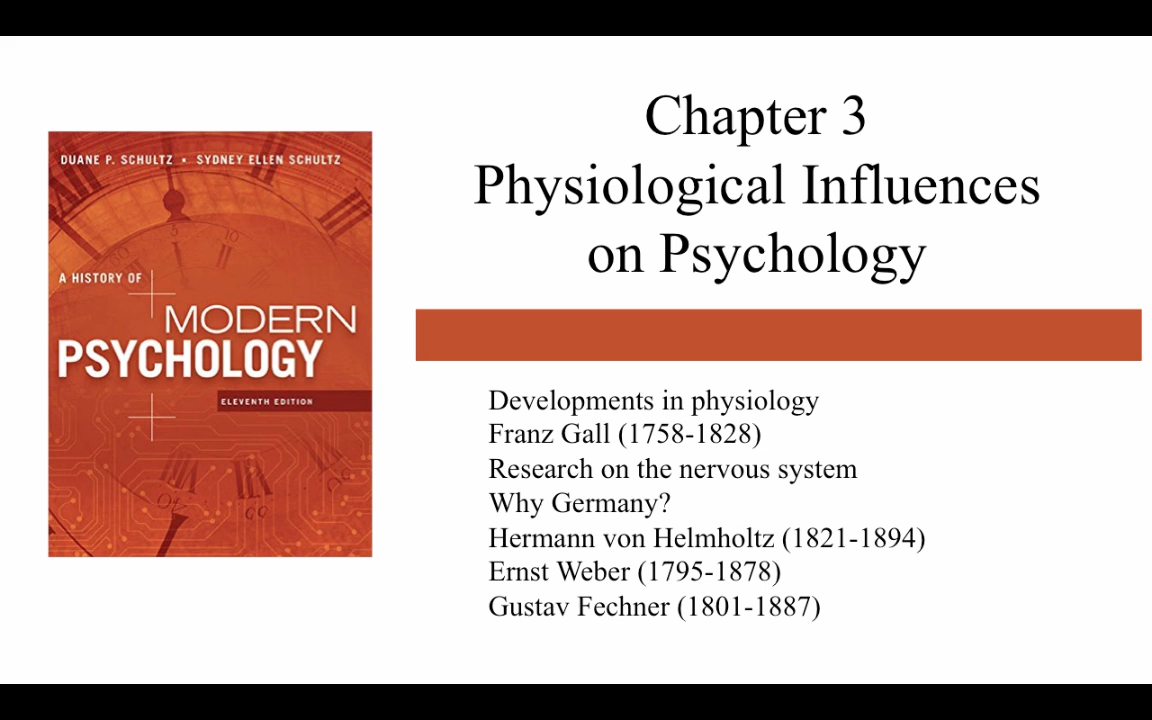 DUANE P. SCHULTZ • SYDNEY ELLEN SCHULTZ
A HISTORY OF
MODERN
PSYCHOLOGY
ELEVENTH EDITION
Chapter 3
Physiological Influences
on Psychology
Developments in physiology
Franz Gall (1758-1828)
Research on the nervous system
Why Germany?
Hermann von Helmholtz (1821-1894)
Ernst Weber (1795-1878)
Gustav Fechner (1801-1887)